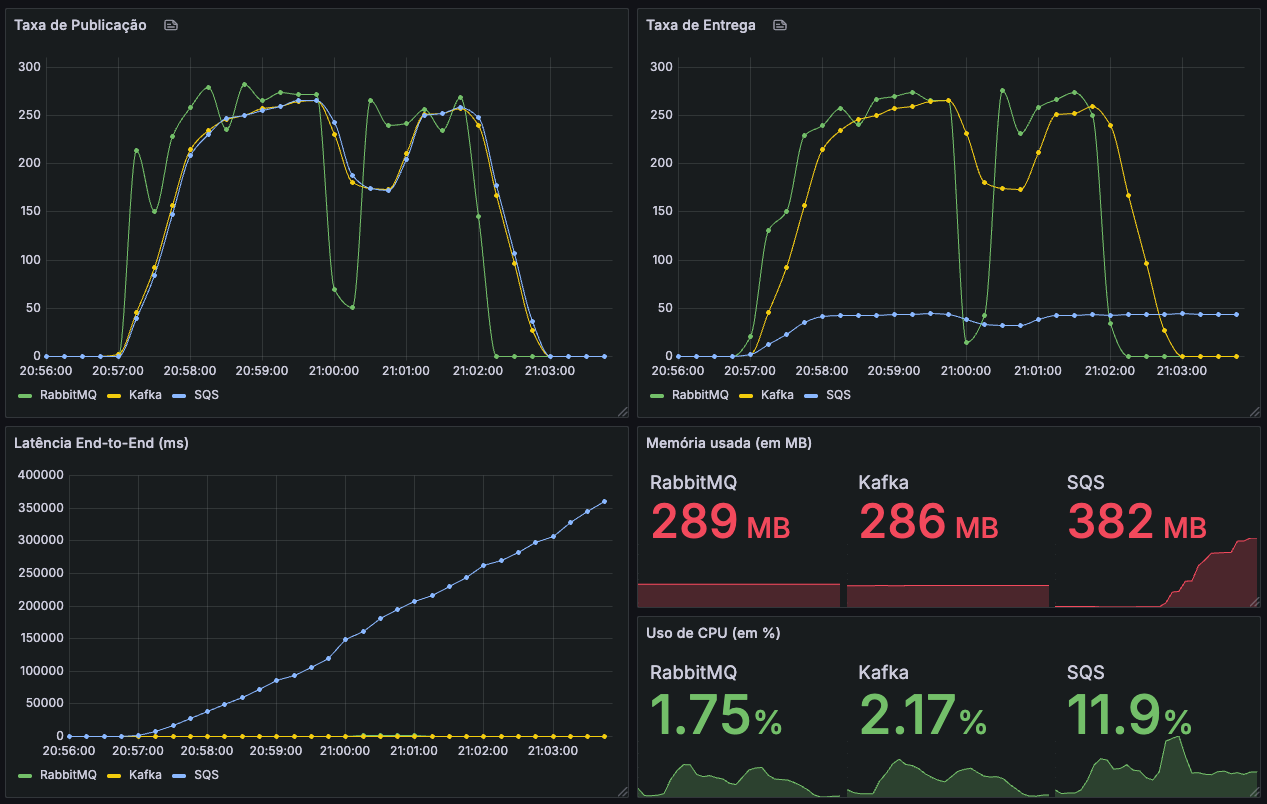 Taxa de Publicação
300
250
200
150
100
50
0
20:56:00 20:57:00 20:58:00 20:59:00 21:00:00 21:01:00 21:02:00 21:03:00
RabbitMQ Kafka SQS
Taxa de Entrega
300
250
200
150
100
50
0
20:56:00 20:57:00 20:58:00 20:59:00 21:00:00 21:01:00 21:02:00 21:03:00
RabbitMQ Kafka SQS
Latência End-to-End (ms)
400000
350000
300000
250000
200000
150000
100000
50000
0
20:56:00 20:57:00 20:58:00 20:59:00 21:00:00 21:01:00 21:02:00 21:03:00
RabbitMQ Kafka SQS
Memória usada (em MB)
RabbitMQ Kafka SQS
289 MB 286 MB 382 MB
Uso de CPU (em %)
RabbitMQ Kafka SQS
1.75% 2.17% 11.9%